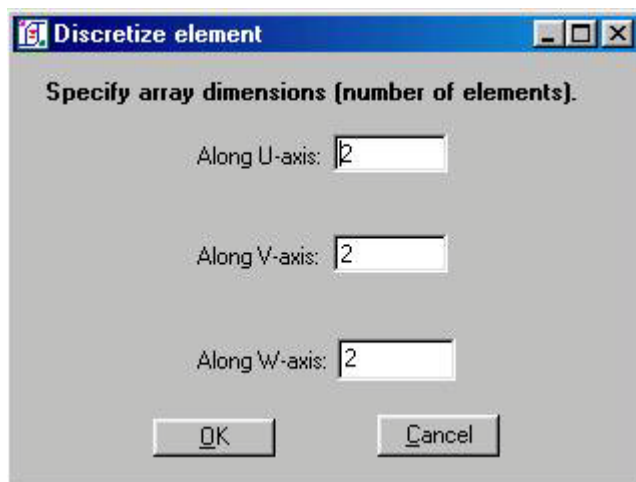 Discretize element
Specify array dimensions (number of elements).
Along U-axis: 2
Along V-axis: 2
Along W-axis: 2
OK
Cancel